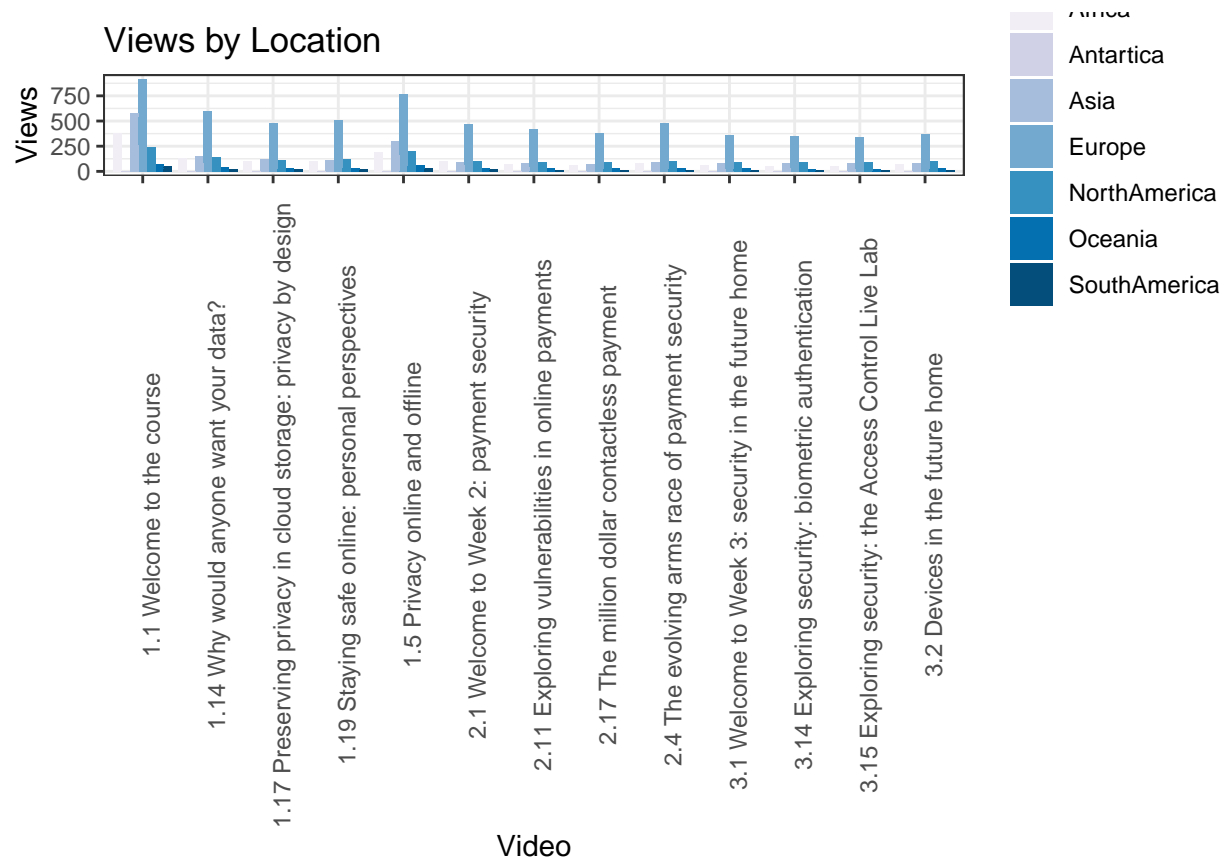 Views by Location
Views
750
500
250
0
1.1 Welcome to the course
1.14 Why would anyone want your data?
1.17 Preserving privacy in cloud storage: privacy by design
1.19 Staying safe online: personal perspectives
1.5 Privacy online and offline
2.1 Welcome to Week 2: payment security
2.11 Exploring vulnerabilities in online payments
2.17 The million dollar contactless payment
2.4 The evolving arms race of payment security
3.1 Welcome to Week 3: security in the future home
3.14 Exploring security: biometric authentication
3.15 Exploring security: the Access Control Live Lab
3.2 Devices in the future home
Video
Africa
Antartica
Asia
Europe
NorthAmerica
Oceania
SouthAmerica